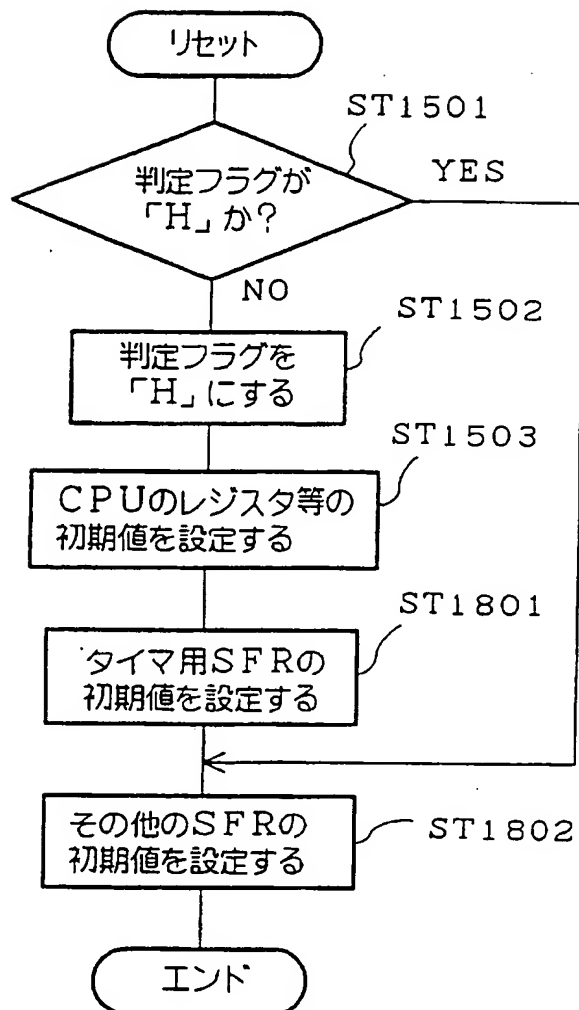 リセット
ST1501
判定フラグが
「H」か？
YES
NO
ST1502
判定フラグを
「H」にする
ST1503
CPUのレジスタ等の
初期値を設定する
ST1801
タイマ用SFRの
初期値を設定する
その他のSFRの
初期値を設定する
ST1802
エンド